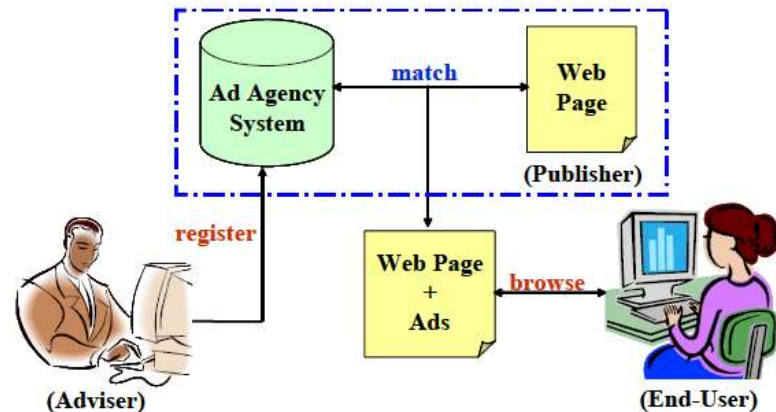 Ad Agency
System
match
Web
Page
(Publisher)
register
Web Page
+
Ads
browse
(Adviser)
(End-User)